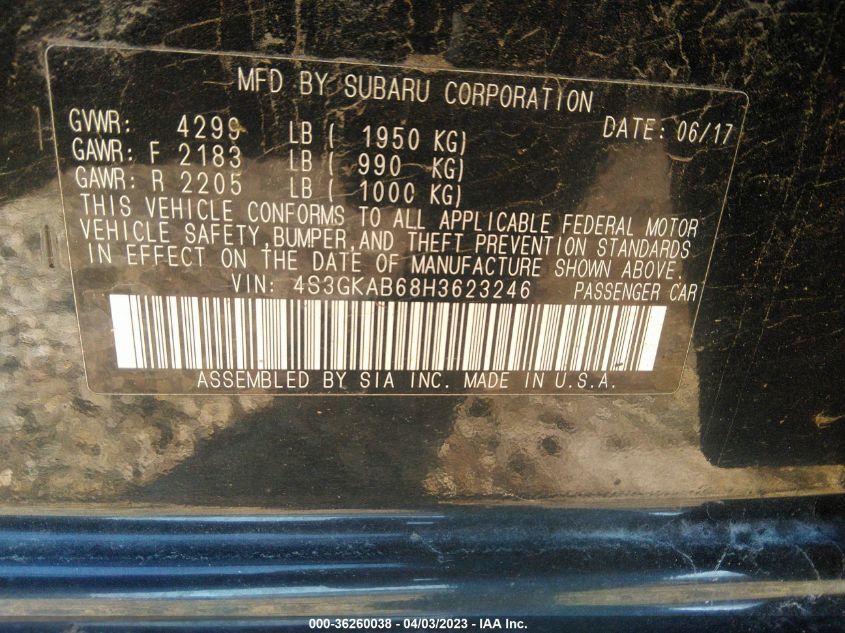 MFD BY SUBARU CORPORATION
GVWR: 4299 LB ( 1950 KG) DATE: 06/17
GAWR: F 2183 LB ( 990 KG)
GAWR: R 2205 LB ( 1000 KG)
THIS VEHICLE CONFORMS TO ALL APPLICABLE FEDERAL MOTOR
VEHICLE SAFETY,BUMPER,AND THEFT PREVENTION STANDARDS
IN EFFECT ON THE DATE OF MANUFACTURE SHOWN ABOVE.
VIN: 4S3GKAB68H3623246 PASSENGER CAR
ASSEMBLED BY SIA INC. MADE IN U.S.A.
000-36260038 - 04/03/2023 - IAA Inc.